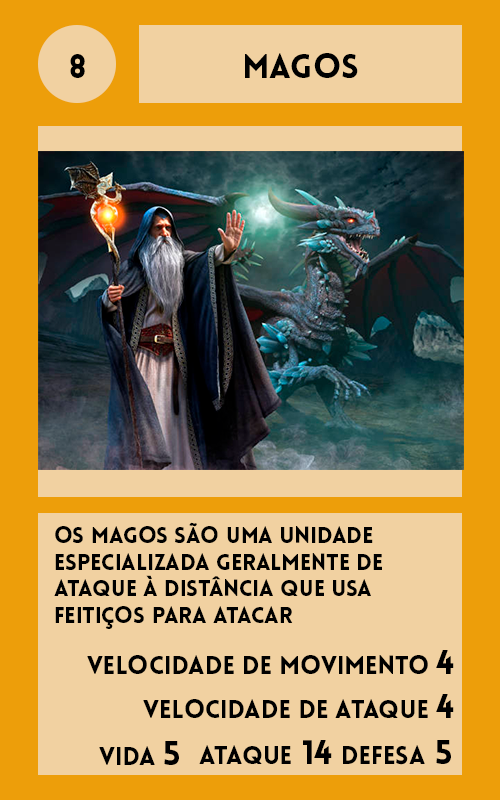 8
MAGOS
OS MAGOS SÃO UMA UNIDADE
ESPECIALIZADA GERALMENTE DE
ATAQUE À DISTÂNCIA QUE USA
FEITIÇOS PARA ATACAR
VELOCIDADE DE MOVIMENTO 4
VELOCIDADE DE ATAQUE 4
VIDA 5 ATAQUE 14 DEFESA 5